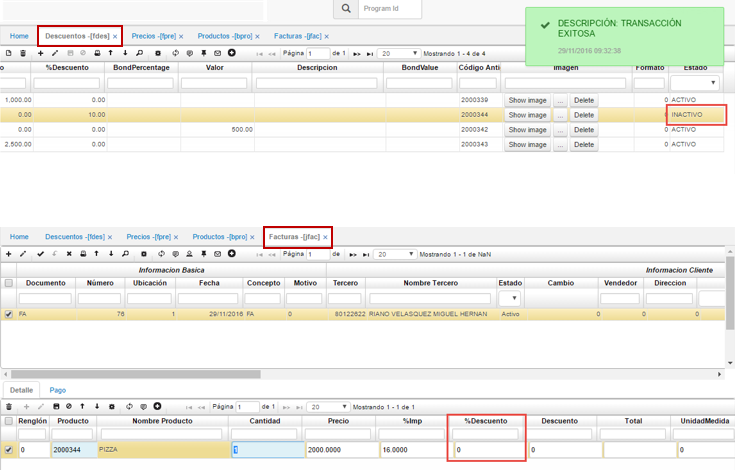 Program Id
DESCRIPCIÓN: TRANSACCIÓN
EXITOSA
29/11/2016 09:32:38
Home Descuentos -[fdes] × Precios -[fpre] × Productos -[bpro] × Facturas -[jfac] ×
Página 1 de 1 20 Mostrando 1 - 4 de 4
o %Descuento BondPercentage Valor Descripcion BondValue Código Anti Imagen Formato Estado
1,000.00 0.00 2000339 Show image ... Delete 0 ACTIVO
0.00 10.00 2000344 Show image ... Delete INACTIVO
0.00 0.00 500.00 2000342 Show image ... Delete 0 ACTIVO
2,500.00 0.00 2000343 Show image ... Delete 0 ACTIVO
Home Descuentos -[fdes] × Precios -[fpre] × Productos -[bpro] × Facturas -[jfac] ×
Página 1 de 20 Mostrando 1 - 1 de NaN
Informacion Basica Informacion Cliente
Documento Número Ubicación Fecha Concepto Motivo Tercero Nombre Tercero Estado Cambio Vendedor Direccion
FA 76 1 29/11/2016 FA 0 80122622 RIANO VELASQUEZ MIGUEL HERNAN Activo 0 0 0
Detalle Pago
Página 1 de 1 20 Mostrando 1 - 1 de 1
Renglón Producto Nombre Producto Cantidad Precio %Imp %Descuento Descuento Total UnidadMedida
0 2000344 PIZZA 1 2000.0000 16.0000 0 0 0